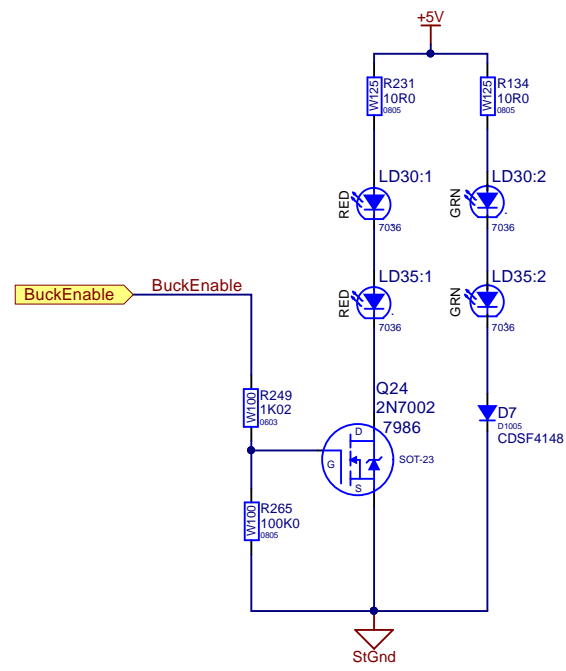 +5V
R231
10R0
0805
W125
R134
10R0
0805
W125
LD30:1
RED
7036
LD30:2
GRN
7036
LD35:1
RED
7036
LD35:2
GRN
7036
BuckEnable
BuckEnable
R249
1K02
0603
W100
Q24
2N7002
7986
D
G
S
SOT-23
D7
D1005
CDSF4148
R265
100K0
0805
W100
StGnd